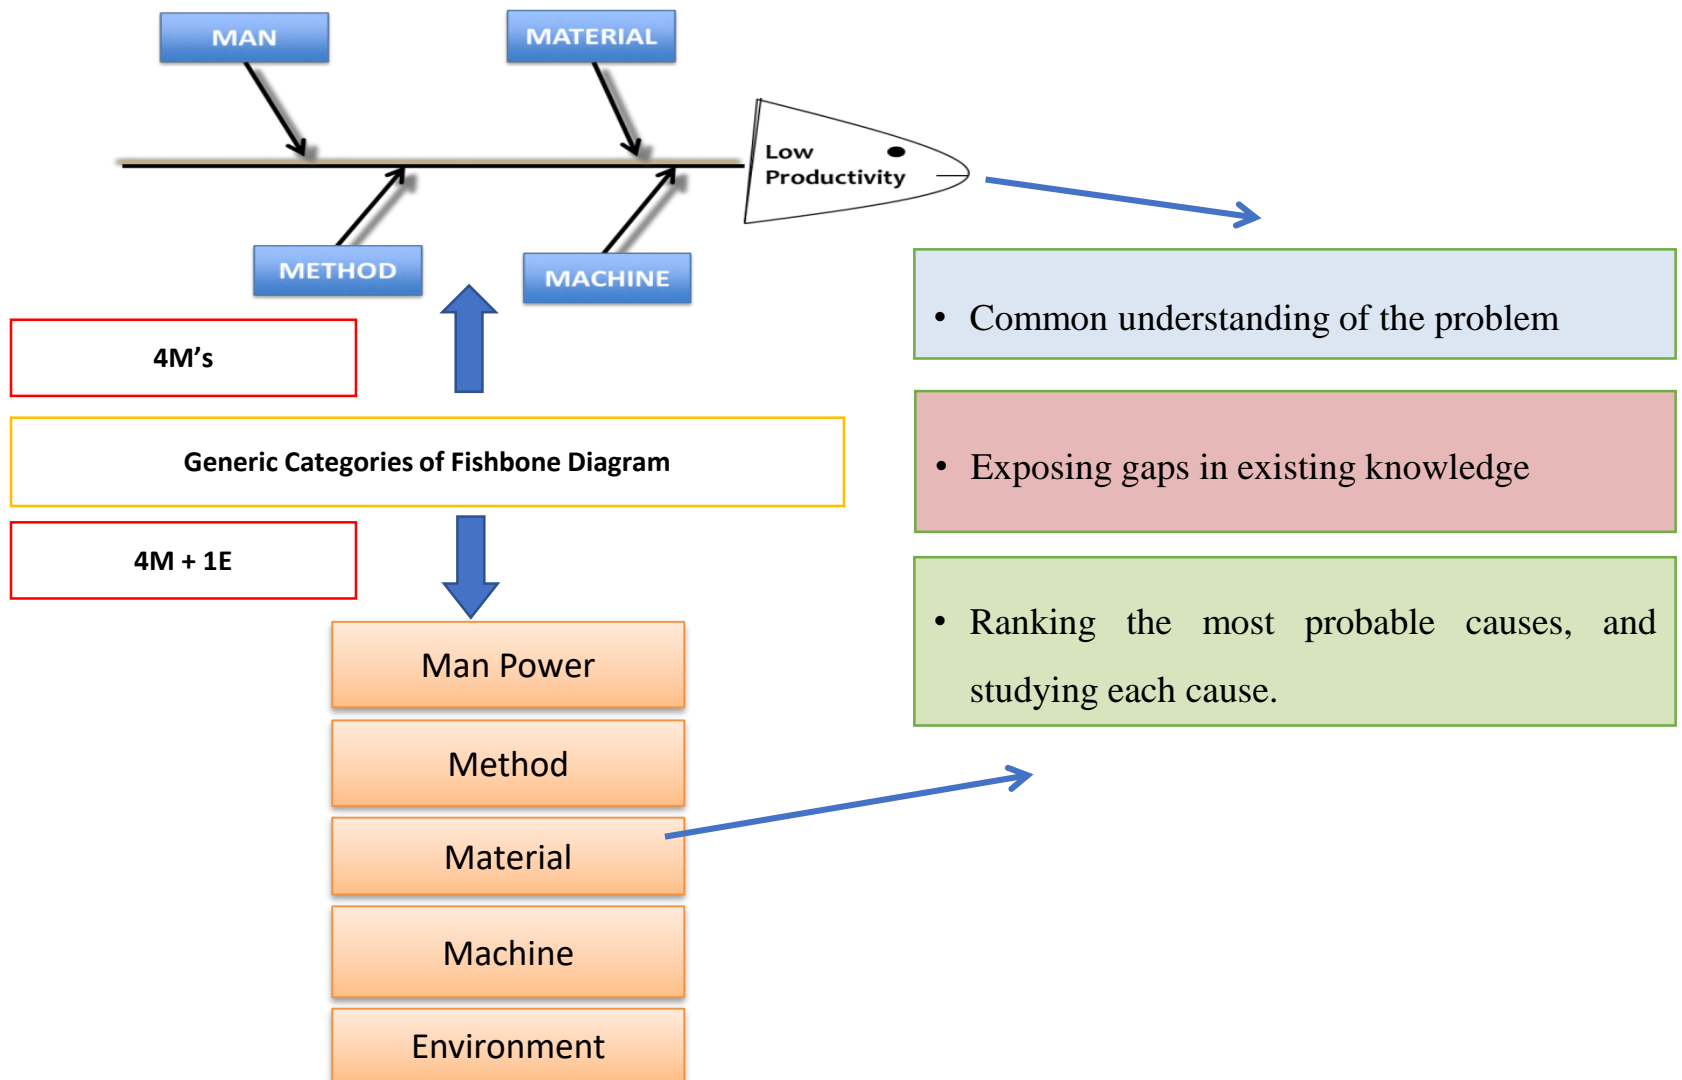 MAN
MATERIAL
Low
Productivity
METHOD
MACHINE
4M’s
Generic Categories of Fishbone Diagram
4M + 1E
Man Power
Method
Material
Machine
Environment
• Common understanding of the problem
• Exposing gaps in existing knowledge
• Ranking the most probable causes, and
studying each cause.